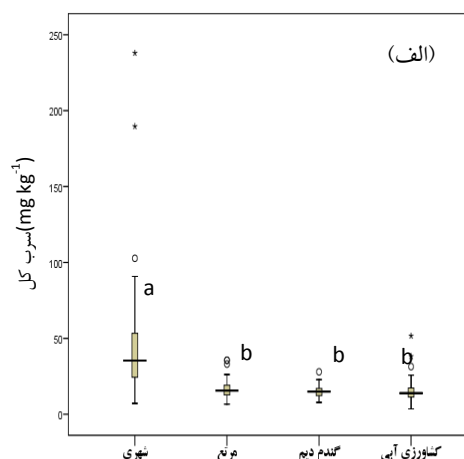 (الف)
سرب کل (mg kg⁻¹)
250
200
150
100
50
0
a
b
b
b
شهری
مرتع
گندم دیم
کشاورزی آبی